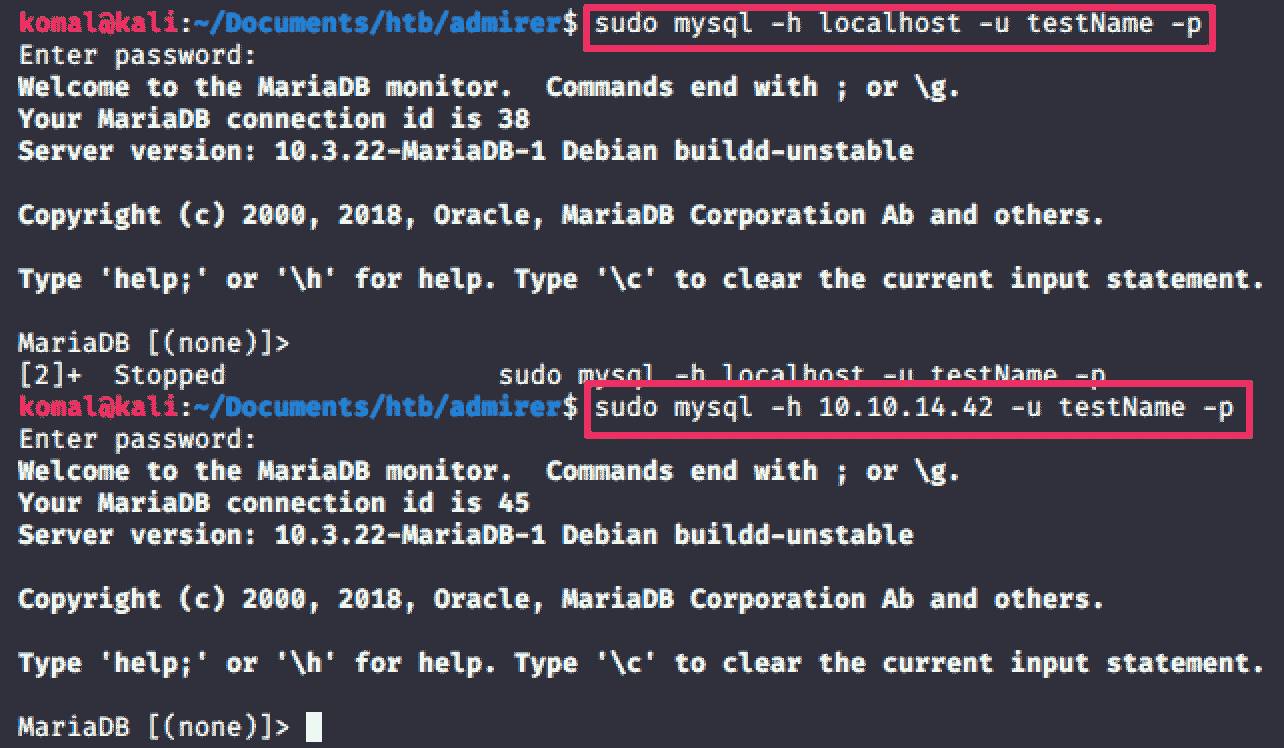 komal@kali:~/Documents/htb/admirer$ sudo mysql -h localhost -u testName -p
Enter password:
Welcome to the MariaDB monitor.  Commands end with ; or \g.
Your MariaDB connection id is 38
Server version: 10.3.22-MariaDB-1 Debian buildd-unstable
Copyright (c) 2000, 2018, Oracle, MariaDB Corporation Ab and others.
Type 'help;' or '\h' for help. Type '\c' to clear the current input statement.
MariaDB [(none)]>
[2]+  Stopped                 sudo mysql -h localhost -u testName -p
komal@kali:~/Documents/htb/admirer$ sudo mysql -h 10.10.14.42 -u testName -p
Enter password:
Welcome to the MariaDB monitor.  Commands end with ; or \g.
Your MariaDB connection id is 45
Server version: 10.3.22-MariaDB-1 Debian buildd-unstable
Copyright (c) 2000, 2018, Oracle, MariaDB Corporation Ab and others.
Type 'help;' or '\h' for help. Type '\c' to clear the current input statement.
MariaDB [(none)]>